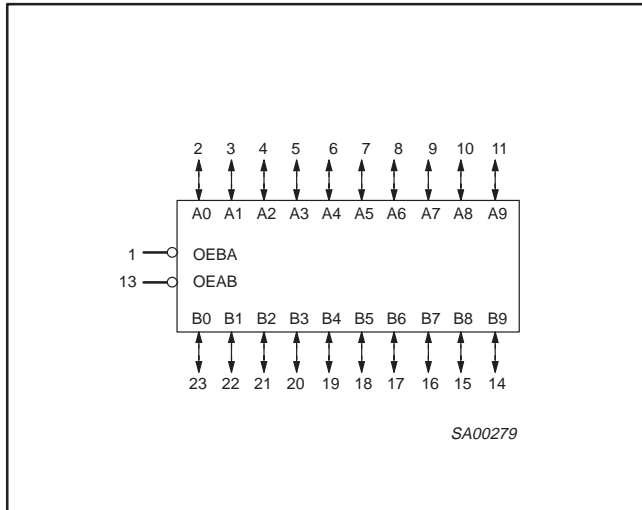 2 3 4 5 6 7 8 9 10 11
A0 A1 A2 A3 A4 A5 A6 A7 A8 A9
1 OEBA
13 OEAB
B0 B1 B2 B3 B4 B5 B6 B7 B8 B9
23 22 21 20 19 18 17 16 15 14
SA00279